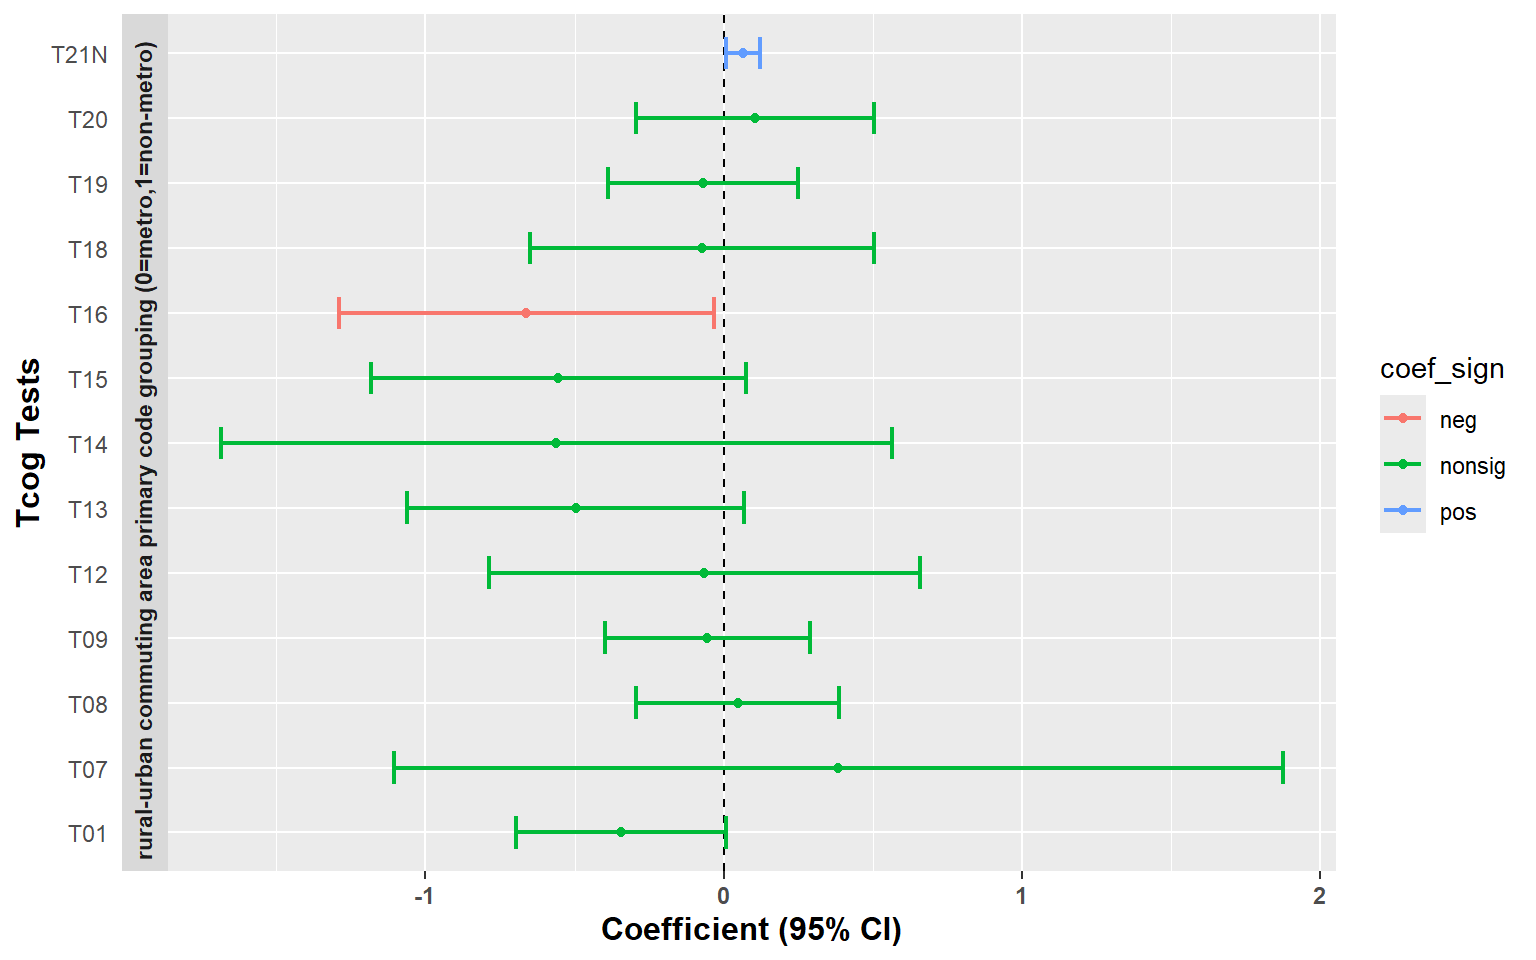 Tcog Tests
rural-urban commuting area primary code grouping (0=metro,1=non-metro)
T21N
T20
T19
T18
T16
T15
T14
T13
T12
T09
T08
T07
T01
-1 0 1 2
Coefficient (95% CI)
coef_sign
neg
nonsig
pos